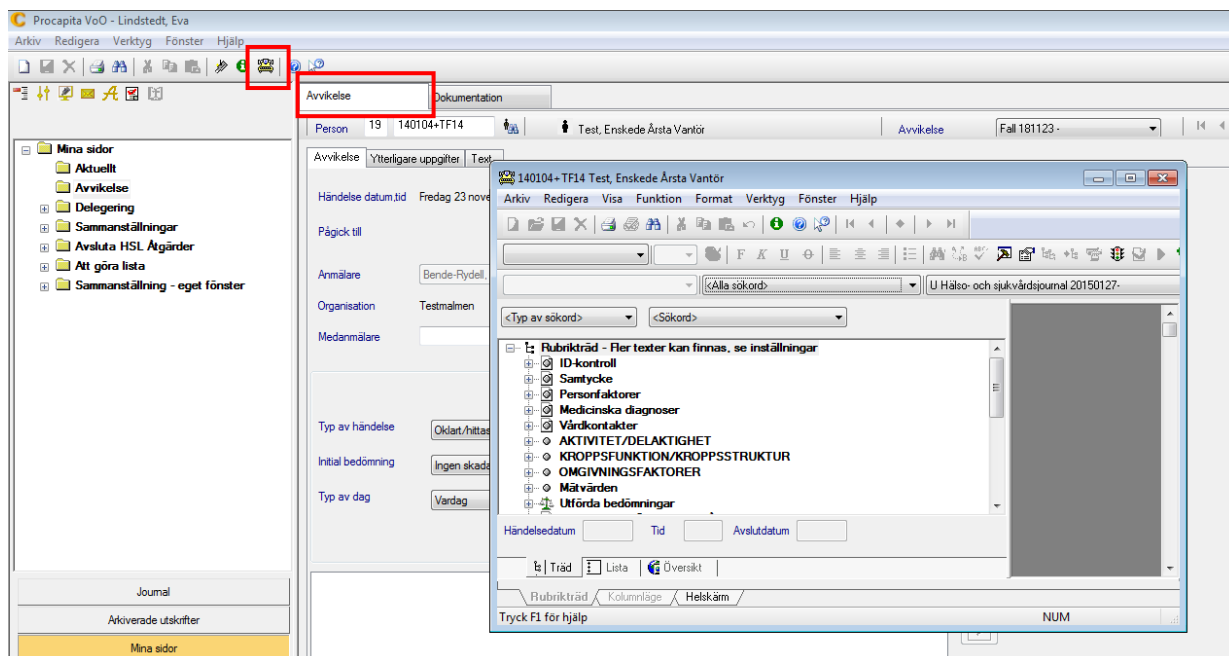 Procapita VoO - Lindstedt, Eva
Arkiv Redigera Verktyg Fönster Hjälp
Avvikelse Dokumentation
Person 19 140104+TF14 Test, Enskede Årsta Vantör Avvikelse Fall 181123 -
Mina sidor
Aktuellt
Avvikelse
Delegering
Sammanställningar
Avsluta HSL Åtgärder
Att göra lista
Sammanställning - eget fönster
Journal
Arkiverade utskrifter
Mina sidor
Avvikelse Ytterligare uppgifter Text
Händelse datum,tid Fredag 23 nove
Pågick till
Anmälare Bende-Rydell,
Organisation Testmalmen
Medanmälare
Typ av händelse Oklart/hittas
Initial bedömning Ingen skada
Typ av dag Vardag
140104+TF14 Test, Enskede Årsta Vantör
Arkiv Redigera Visa Funktion Format Verktyg Fönster Hjälp
F K U
<Alla sökord> U Hälso- och sjukvårdsjournal 20150127-
<Typ av sökord> <Sökord>
Rubrikträd - Fler texter kan finnas, se inställningar
ID-kontroll
Samtycke
Personfaktorer
Medicinska diagnoser
Vårdkontakter
AKTIVITET/DELAKTIGHET
KROPPSFUNKTION/KROPPSSTRUKTUR
OMGIVNINGSFAKTORER
Mätvärden
Utförda bedömningar
Händelsedatum Tid Avslutdatum
Träd Lista Översikt
Rubrikträd Kolumnläge Helskärm
Tryck F1 för hjälp NUM